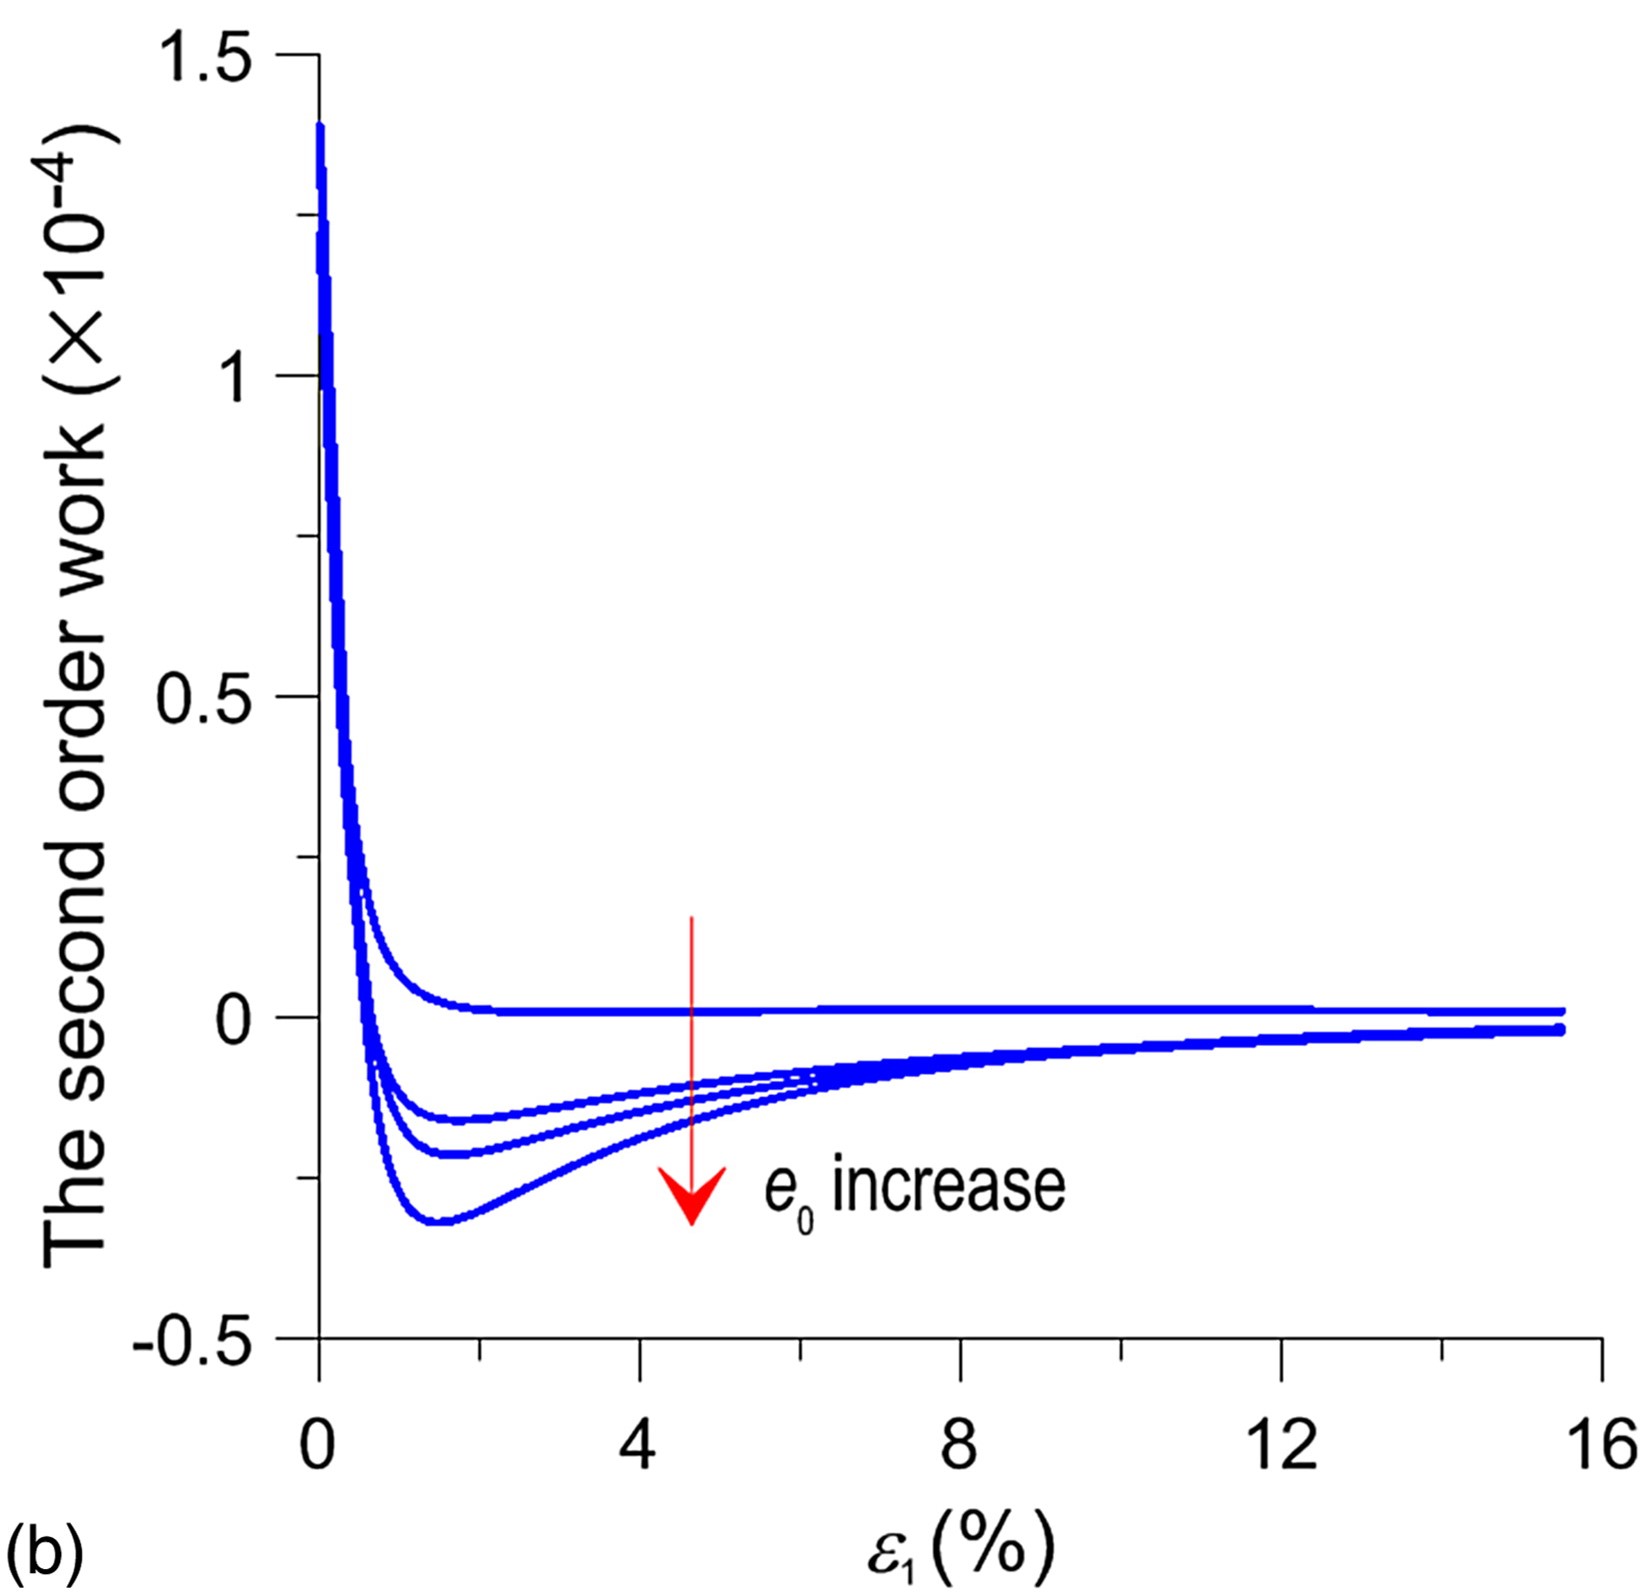 The second order work (×10⁻⁴)
1.5
1
0.5
0
-0.5
e₀ increase
0 4 8 12 16
ε₁ (%)
(b)